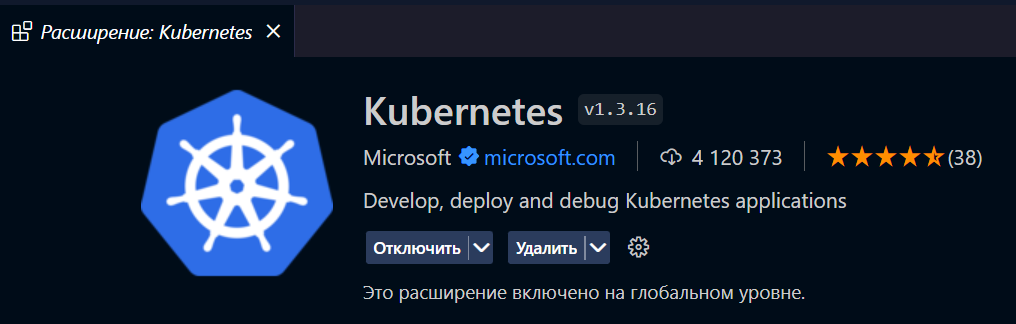 Расширение: Kubernetes
Kubernetes v1.3.16
Microsoft microsoft.com 4 120 373 (38)
Develop, deploy and debug Kubernetes applications
Отключить Удалить
Это расширение включено на глобальном уровне.